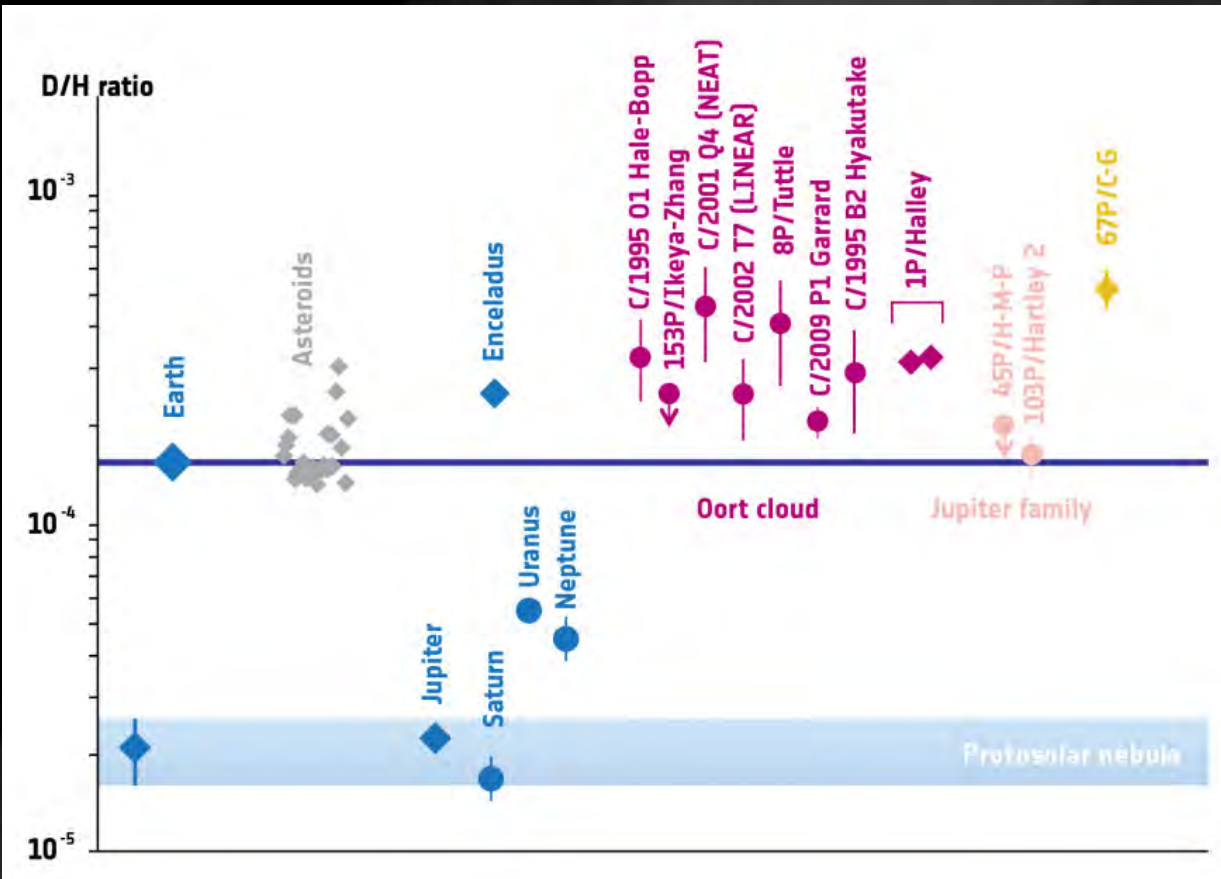 D/H ratio
10-3
10-4
10-5
Earth
Asteroids
Enceladus
Jupiter
Saturn
Uranus
Neptune
C/1995 O1 Hale-Bopp
153P/Ikeya-Zhang
C/2001 Q4 (NEAT)
C/2002 T7 (LINEAR)
8P/Tuttle
C/2009 P1 Garrard
C/1995 B2 Hyakutake
1P/Halley
45P/H-M-P
103P/Hartley 2
67P/C-G
Oort cloud
Jupiter family
Protosolar nebula